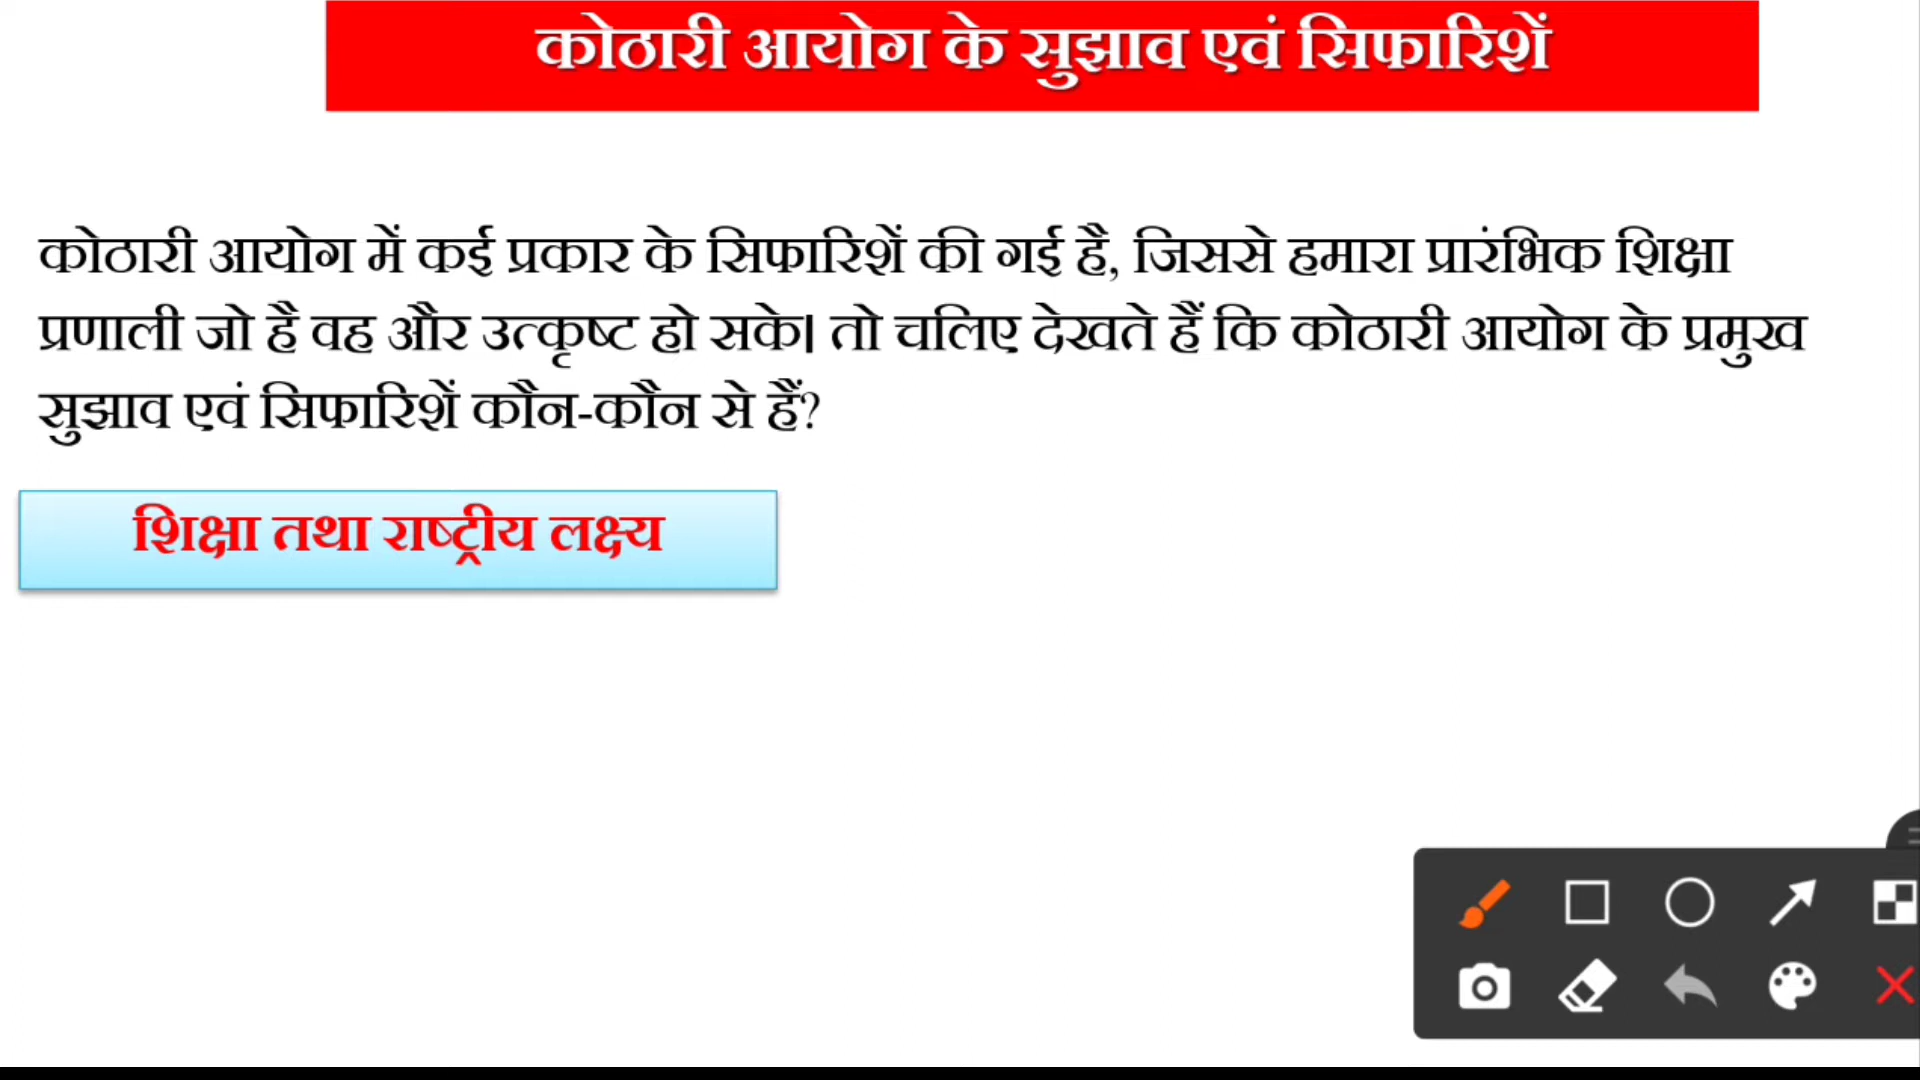 कोठारी आयोग के सुझाव एवं सिफारिशें
कोठारी आयोग में कई प्रकार के सिफारिशें की गई है, जिससे हमारा प्रारंभिक शिक्षा
प्रणाली जो है वह और उत्कृष्ट हो सके। तो चलिए देखते हैं कि कोठारी आयोग के प्रमुख
सुझाव एवं सिफारिशें कौन-कौन से हैं?
शिक्षा तथा राष्ट्रीय लक्ष्य